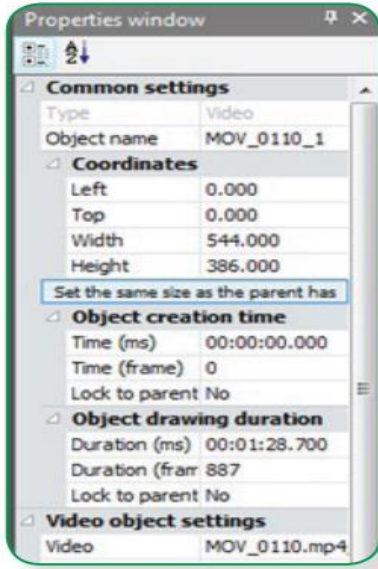 Properties window
Common settings
Type Video
Object name MOV_0110_1
Coordinates
Left 0.000
Top 0.000
Width 544.000
Height 386.000
Set the same size as the parent has
Object creation time
Time (ms) 00:00:00.000
Time (frame) 0
Lock to parent No
Object drawing duration
Duration (ms) 00:01:28.700
Duration (fram 887
Lock to parent No
Video object settings
Video MOV_0110.mp4